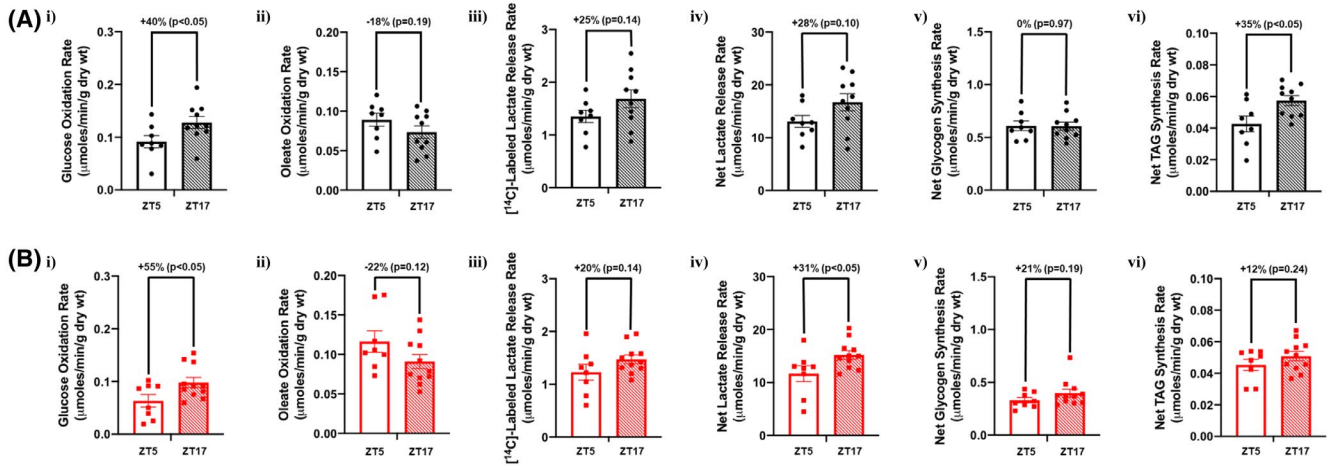 (A)
i)
+40% (p<0.05)
Glucose Oxidation Rate
(μmoles/min/g dry wt)
0.3
0.2
0.1
0.0
ZT5
ZT17
ii)
-18% (p=0.19)
Oleate Oxidation Rate
(μmoles/min/g dry wt)
0.20
0.15
0.10
0.05
0.00
ZT5
ZT17
iii)
+25% (p=0.14)
[14C]-Labeled Lactate Release Rate
(μmoles/min/g dry wt)
3
2
1
0
ZT5
ZT17
iv)
+28% (p=0.10)
Net Lactate Release Rate
(μmoles/min/g dry wt)
30
20
10
0
ZT5
ZT17
v)
0% (p=0.97)
Net Glycogen Synthesis Rate
(μmoles/min/g dry wt)
1.5
1.0
0.5
0.0
ZT5
ZT17
vi)
+35% (p<0.05)
Net TAG Synthesis Rate
(μmoles/min/g dry wt)
0.10
0.08
0.06
0.04
0.02
0.00
ZT5
ZT17
(B)
i)
+55% (p<0.05)
Glucose Oxidation Rate
(μmoles/min/g dry wt)
0.3
0.2
0.1
0.0
ZT5
ZT17
ii)
-22% (p=0.12)
Oleate Oxidation Rate
(μmoles/min/g dry wt)
0.20
0.15
0.10
0.05
0.00
ZT5
ZT17
iii)
+20% (p=0.14)
[14C]-Labeled Lactate Release Rate
(μmoles/min/g dry wt)
3
2
1
0
ZT5
ZT17
iv)
+31% (p<0.05)
Net Lactate Release Rate
(μmoles/min/g dry wt)
30
20
10
0
ZT5
ZT17
v)
+21% (p=0.19)
Net Glycogen Synthesis Rate
(μmoles/min/g dry wt)
1.5
1.0
0.5
0.0
ZT5
ZT17
vi)
+12% (p=0.24)
Net TAG Synthesis Rate
(μmoles/min/g dry wt)
0.10
0.08
0.06
0.04
0.02
0.00
ZT5
ZT17